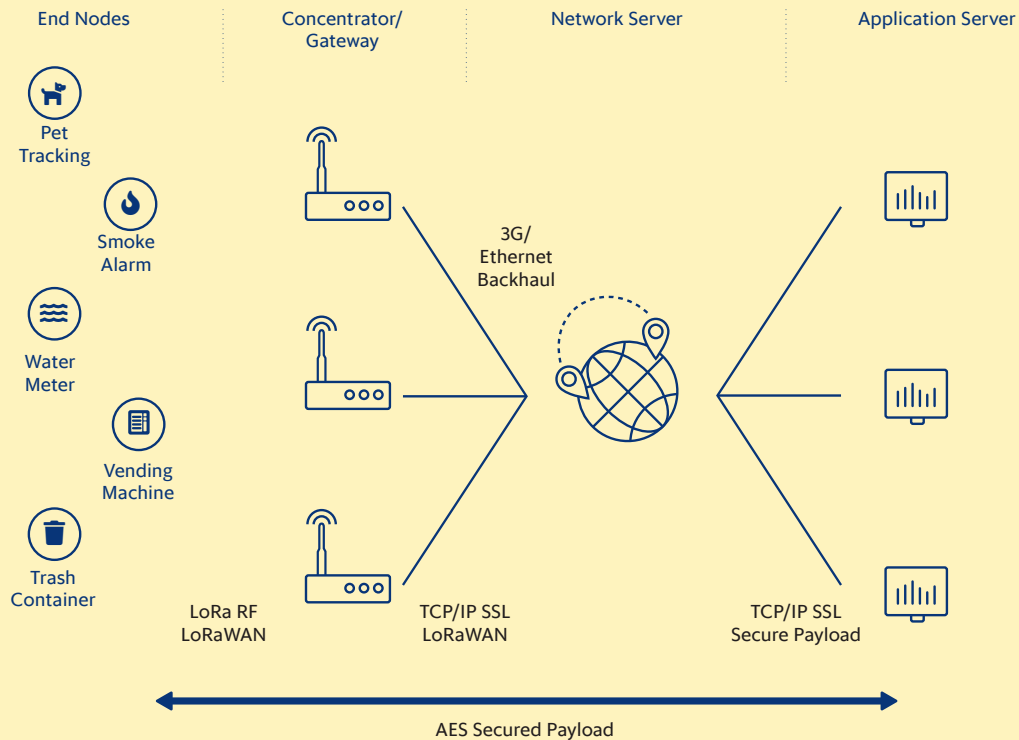 End Nodes
Concentrator/
Gateway
Network Server
Application Server
Pet
Tracking
Smoke
Alarm
Water
Meter
Vending
Machine
Trash
Container
3G/
Ethernet
Backhaul
LoRa RF
LoRaWAN
TCP/IP SSL
LoRaWAN
TCP/IP SSL
Secure Payload
AES Secured Payload